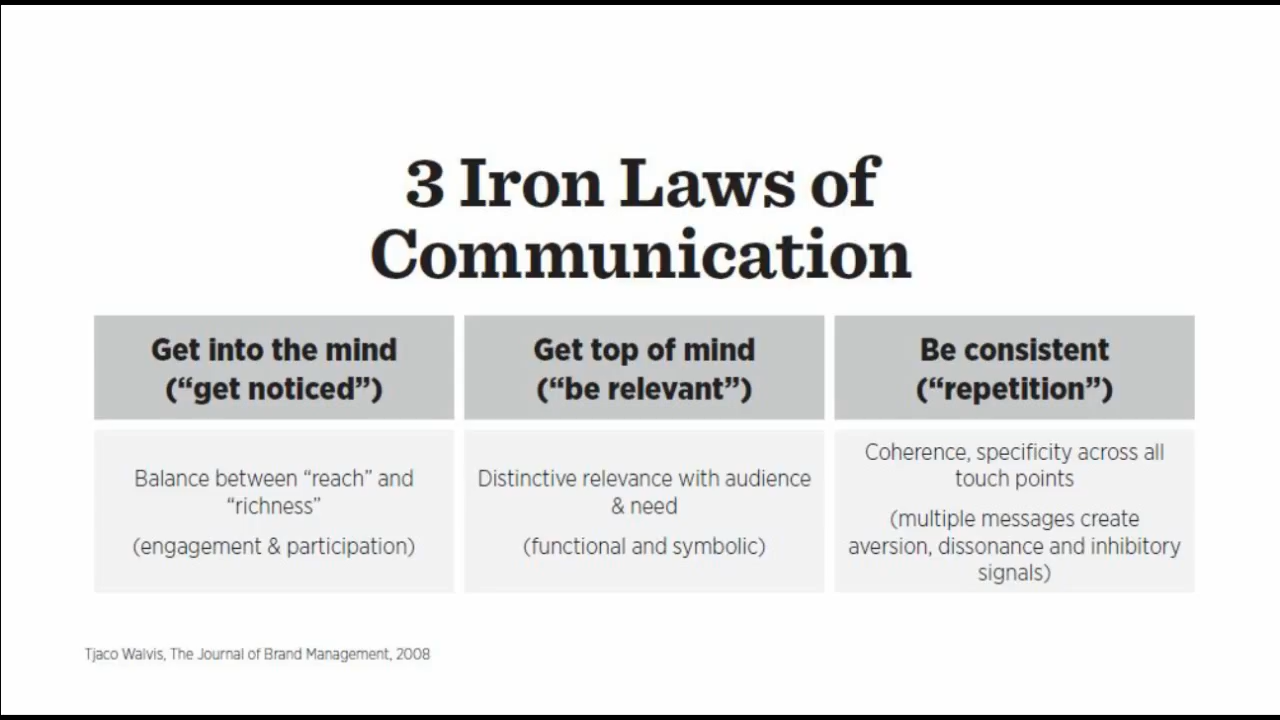 3 Iron Laws of
Communication
Get into the mind
(“get noticed”)
Get top of mind
(“be relevant”)
Be consistent
(“repetition”)
Balance between “reach” and
“richness”
(engagement & participation)
Distinctive relevance with audience
& need
(functional and symbolic)
Coherence, specificity across all
touch points
(multiple messages create
aversion, dissonance and inhibitory
signals)
Tjaco Walvis, The Journal of Brand Management, 2008